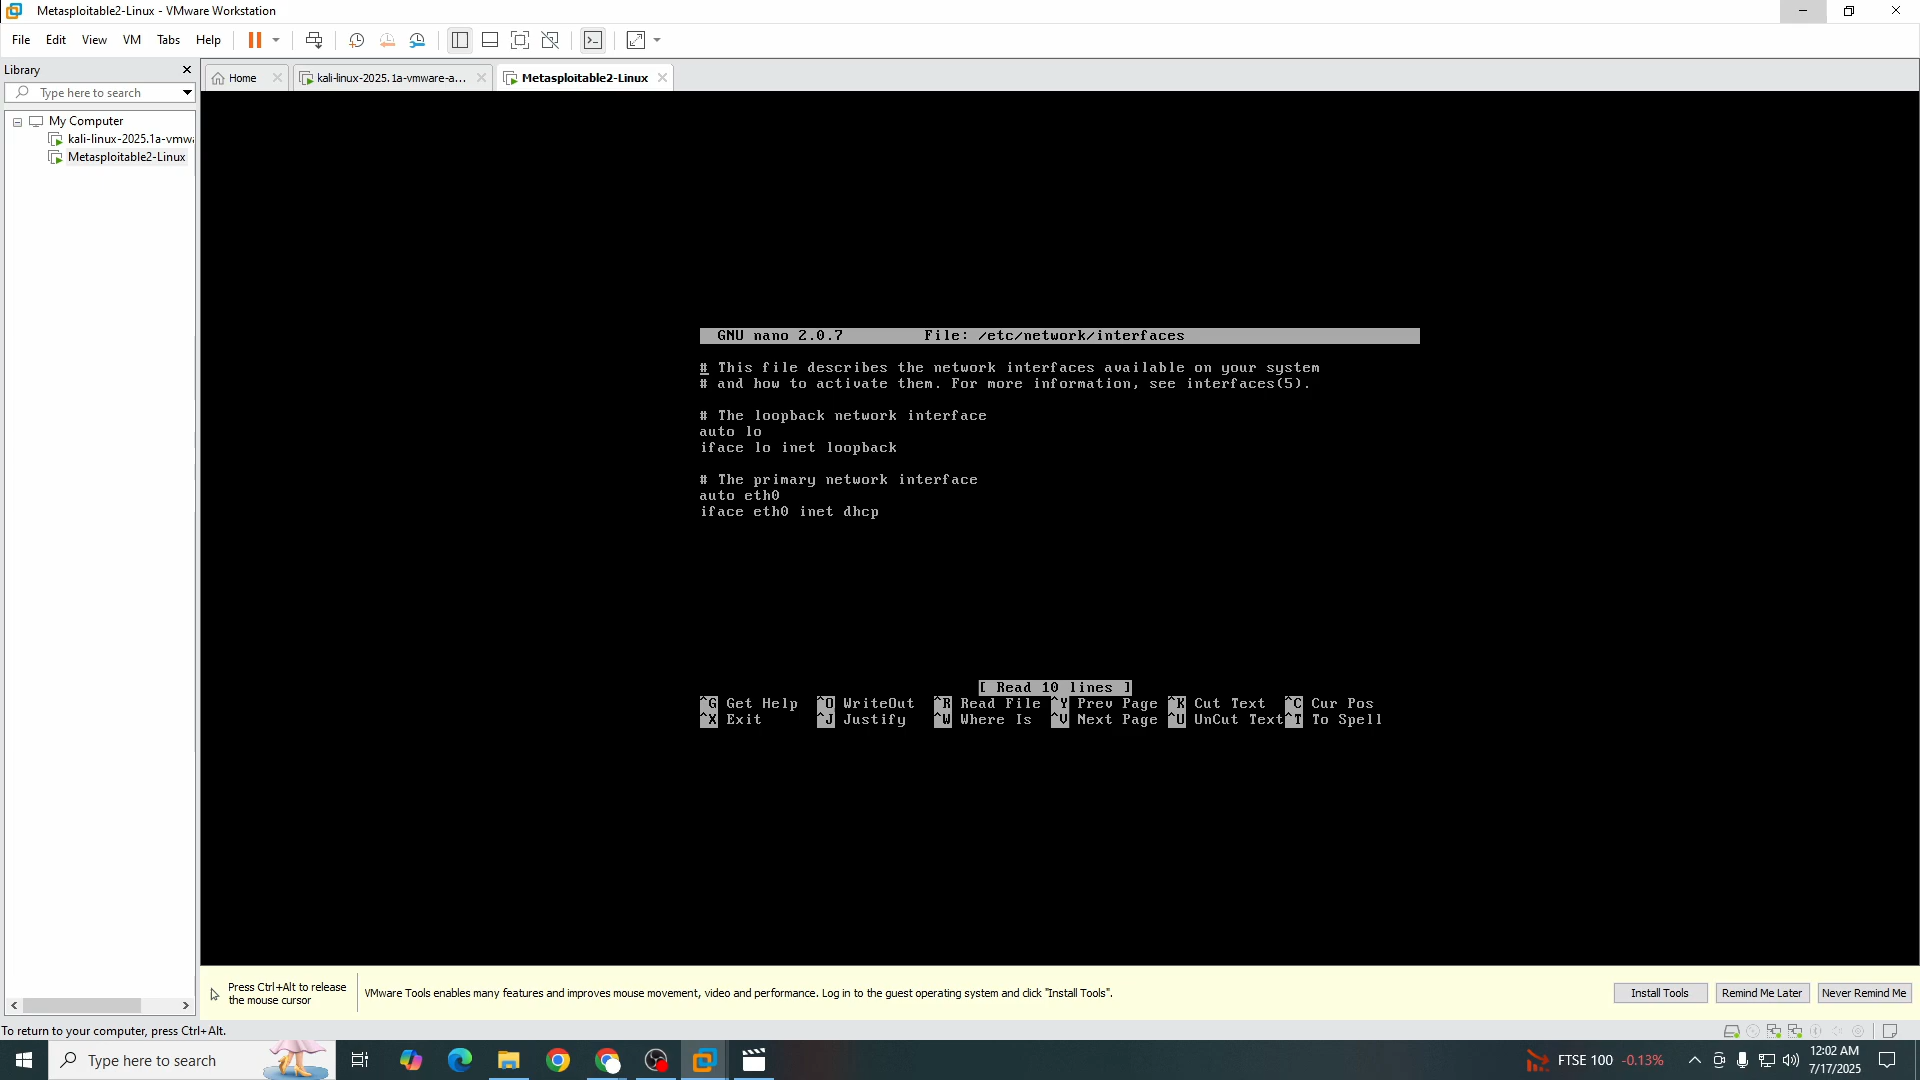 Metasploitable2-Linux - VMware Workstation
File Edit View VM Tabs Help
Library
Type here to search
My Computer
kali-linux-2025.1a-vmwa
Metasploitable2-Linux
Home
kali-linux-2025.1a-vmware-a...
Metasploitable2-Linux
GNU nano 2.0.7 File: /etc/network/interfaces
# This file describes the network interfaces available on your system
# and how to activate them. For more information, see interfaces(5).
# The loopback network interface
auto lo
iface lo inet loopback
# The primary network interface
auto eth0
iface eth0 inet dhcp
[ Read 10 lines ]
^G Get Help ^O WriteOut ^R Read File ^Y Prev Page ^K Cut Text ^C Cur Pos
^X Exit ^J Justify ^W Where Is ^V Next Page ^U UnCut Text ^T To Spell
Press Ctrl+Alt to release
the mouse cursor
VMware Tools enables many features and improves mouse movement, video and performance. Log in to the guest operating system and click "Install Tools".
Install Tools
Remind Me Later
Never Remind Me
To return to your computer, press Ctrl+Alt.
Type here to search
FTSE 100 -0.13%
12:02 AM
7/17/2025